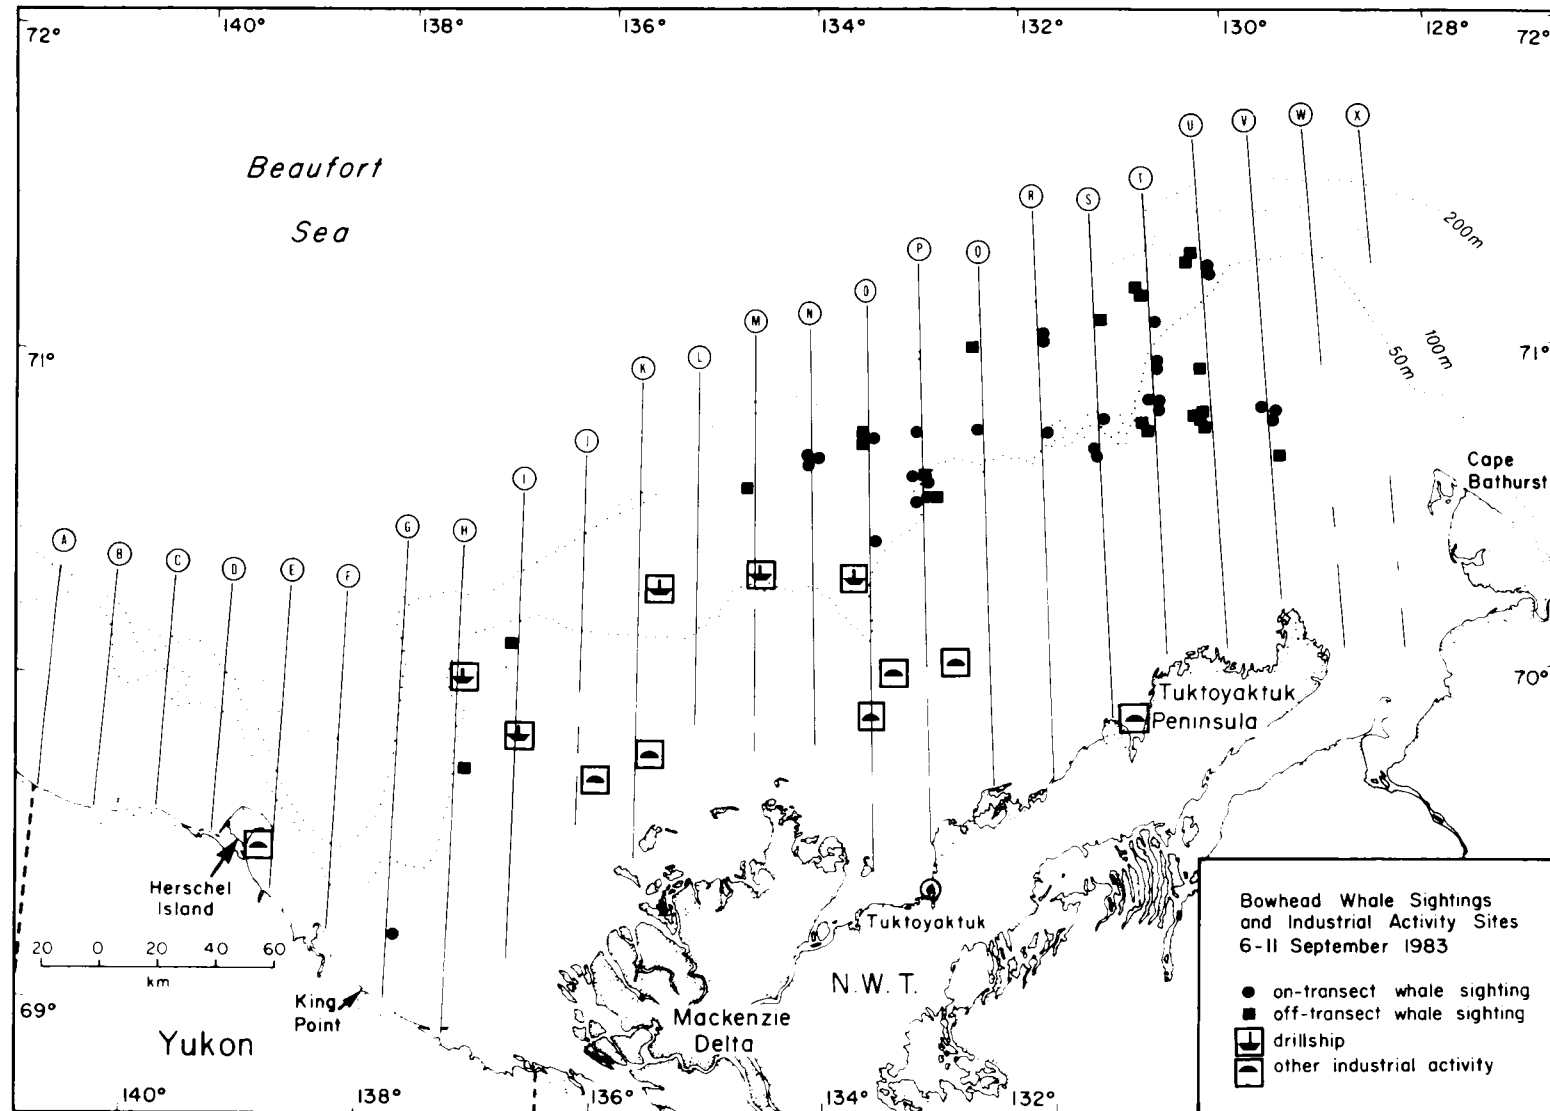 140° 138° 136° 134° 132° 130° 128°
72° 72°
Beaufort
Sea
A B C D E F G H I J K L M N O P Q R S T U V W X
200m
100m
50m
71° 71°
Cape
Bathurst
70°
Tuktoyaktuk
Peninsula
Herschel
Island
Tuktoyaktuk
20 0 20 40 60
km
King
Point
N.W.T.
69°
Yukon
Mackenzie
Delta
140° 138° 136° 134° 132°
Bowhead Whale Sightings
and Industrial Activity Sites
6-11 September 1983
on-transect whale sighting
off-transect whale sighting
drillship
other industrial activity